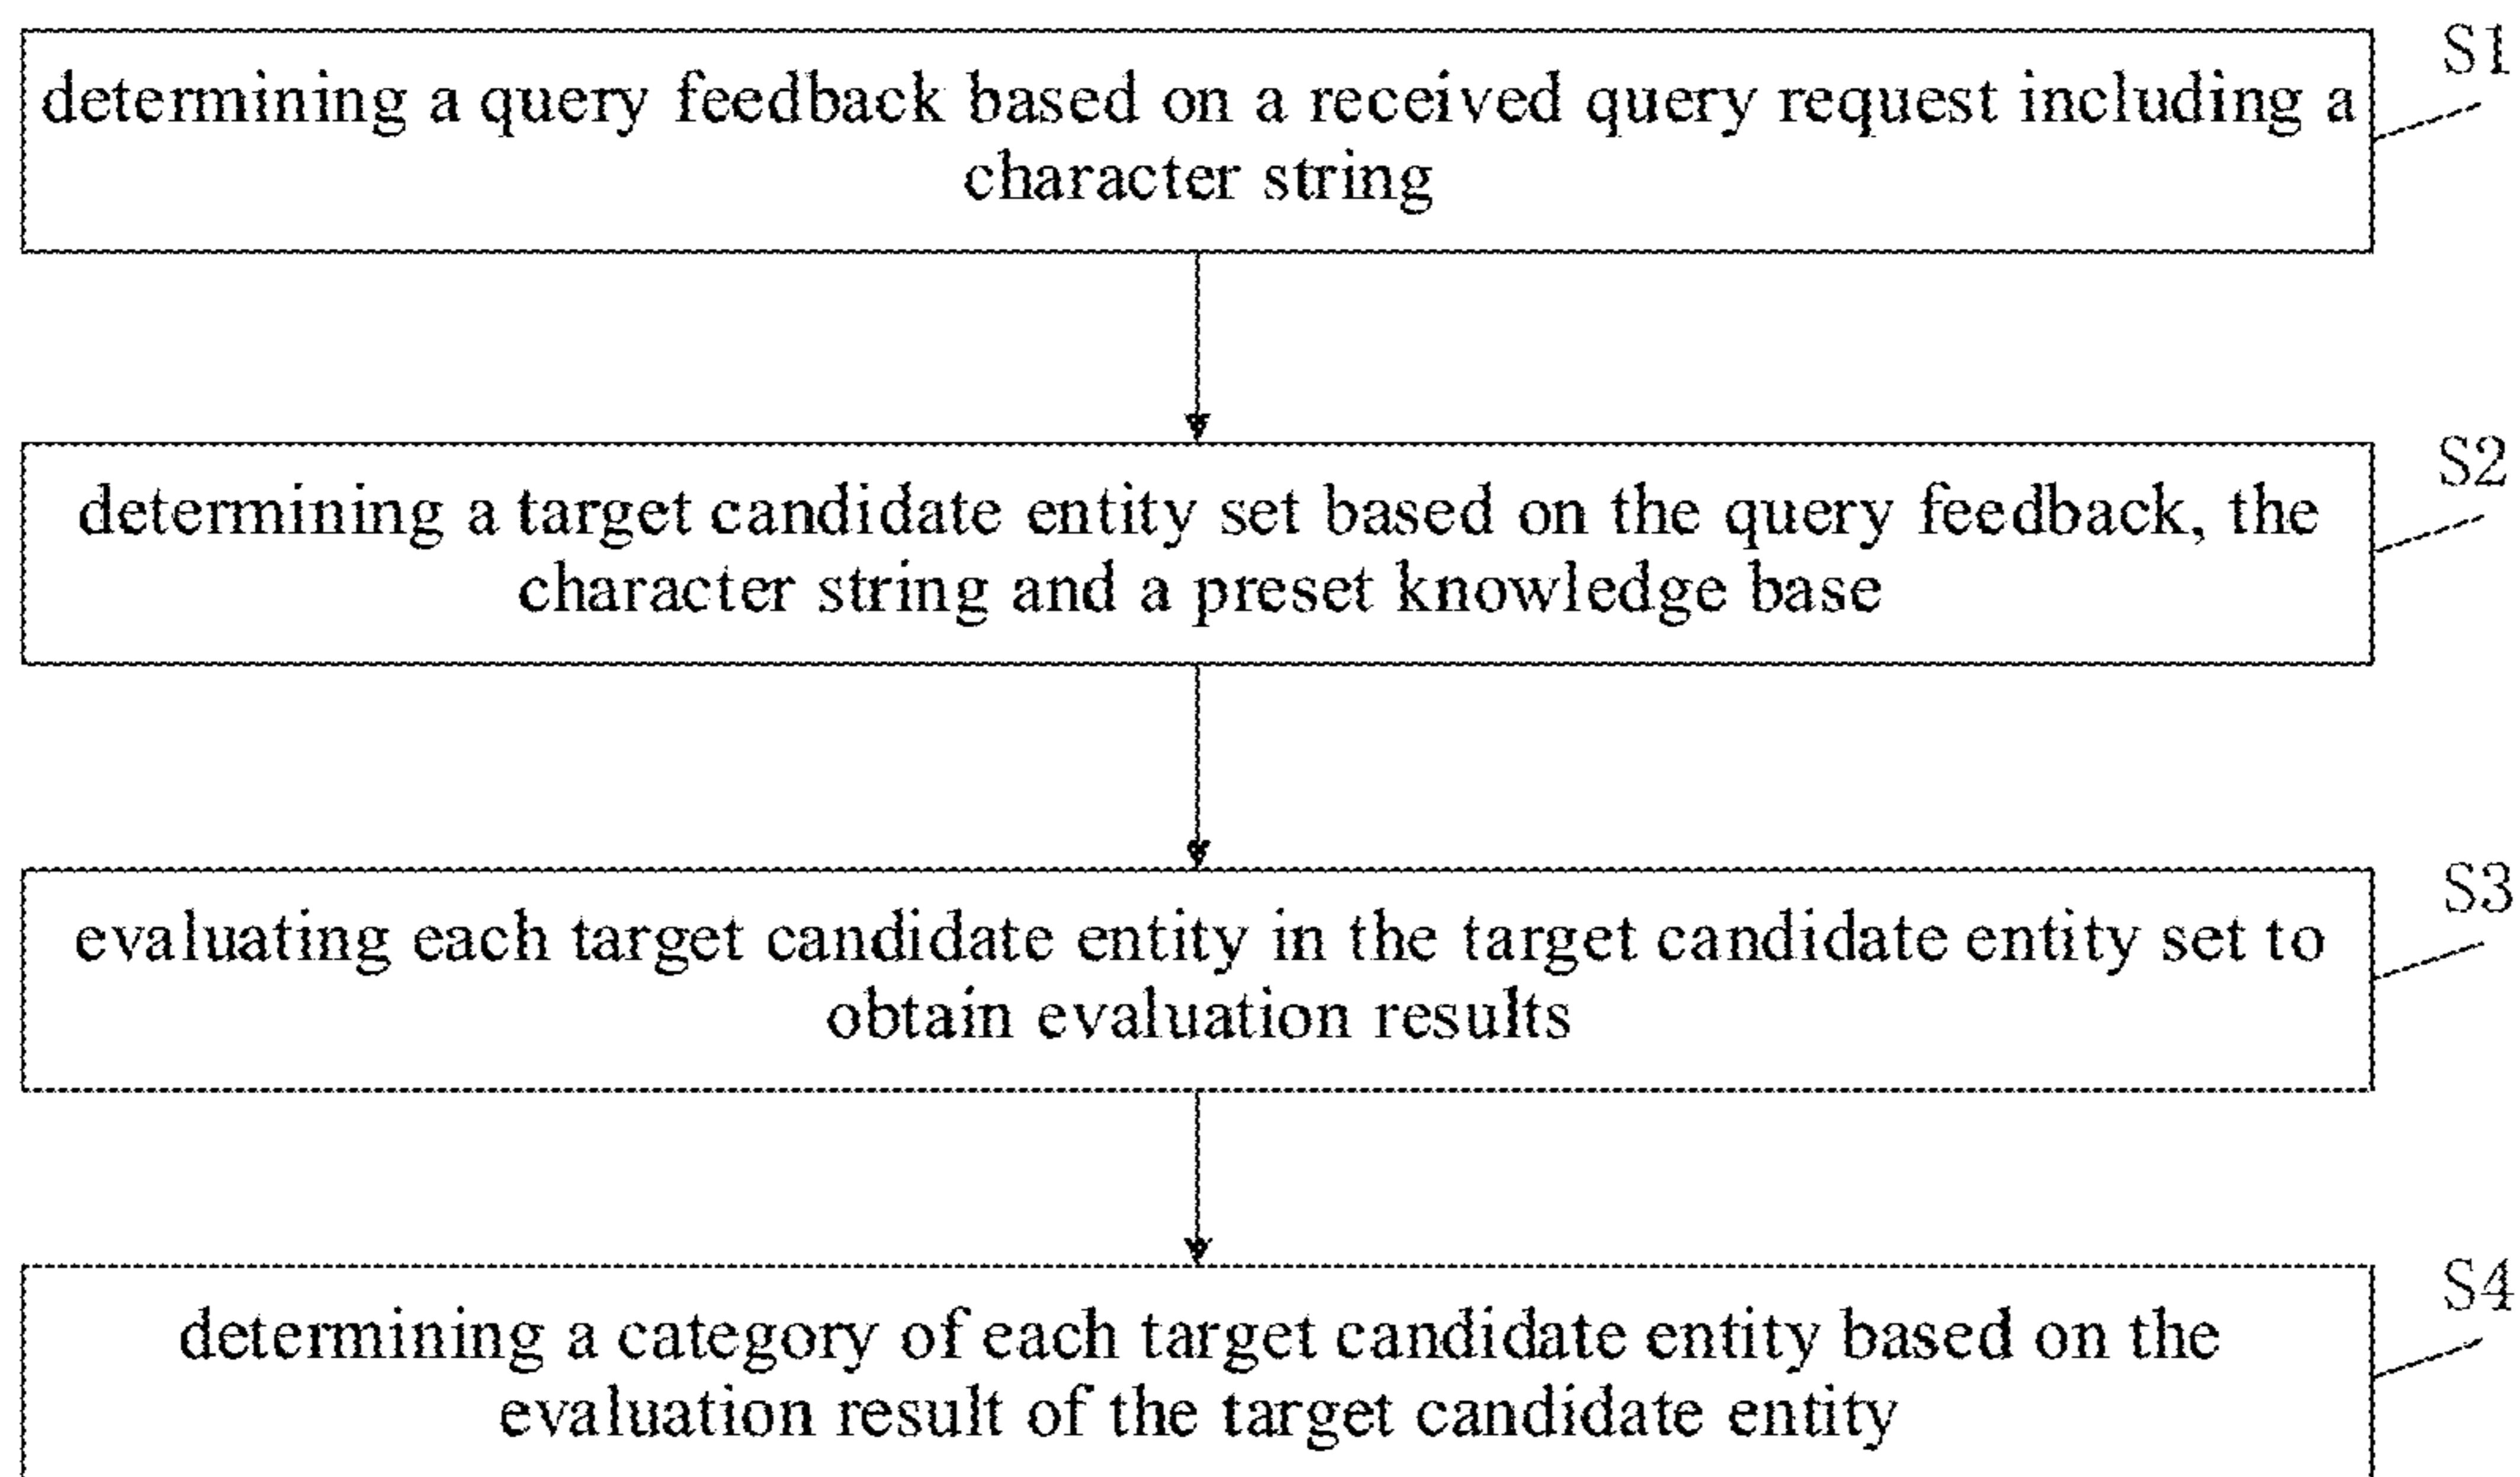 S1
determining a query feedback based on a received query request including a
character string
S2
determining a target candidate entity set based on the query feedback, the
character string and a preset knowledge base
S3
evaluating each target candidate entity in the target candidate entity set to
obtain evaluation results
S4
determining a category of each target candidate entity based on the
evaluation result of the target candidate entity